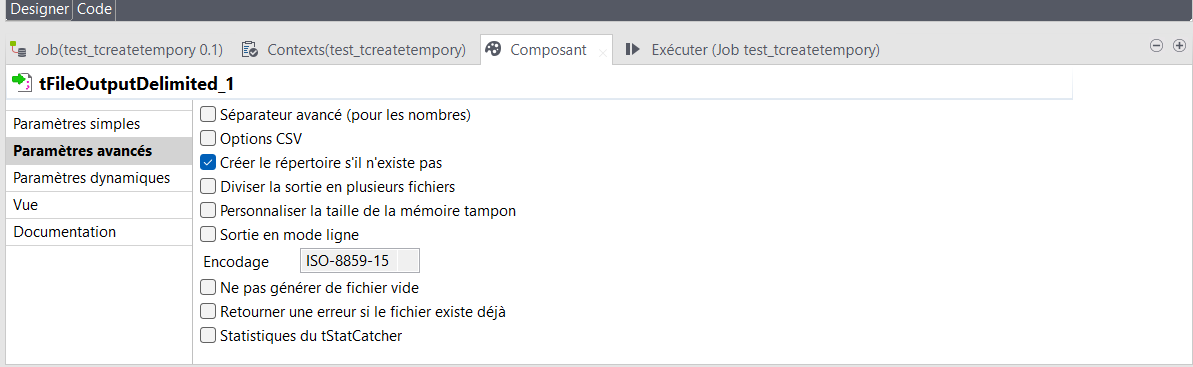 Designer Code
Job(test_tcreatetempory 0.1) Contexts(test_tcreatetempory) Composant Exécuter (Job test_tcreatetempory)
tFileOutputDelimited_1
Paramètres simples
Paramètres avancés
Paramètres dynamiques
Vue
Documentation
Séparateur avancé (pour les nombres)
Options CSV
Créer le répertoire s'il n'existe pas
Diviser la sortie en plusieurs fichiers
Personnaliser la taille de la mémoire tampon
Sortie en mode ligne
Encodage ISO-8859-15
Ne pas générer de fichier vide
Retourner une erreur si le fichier existe déjà
Statistiques du tStatCatcher